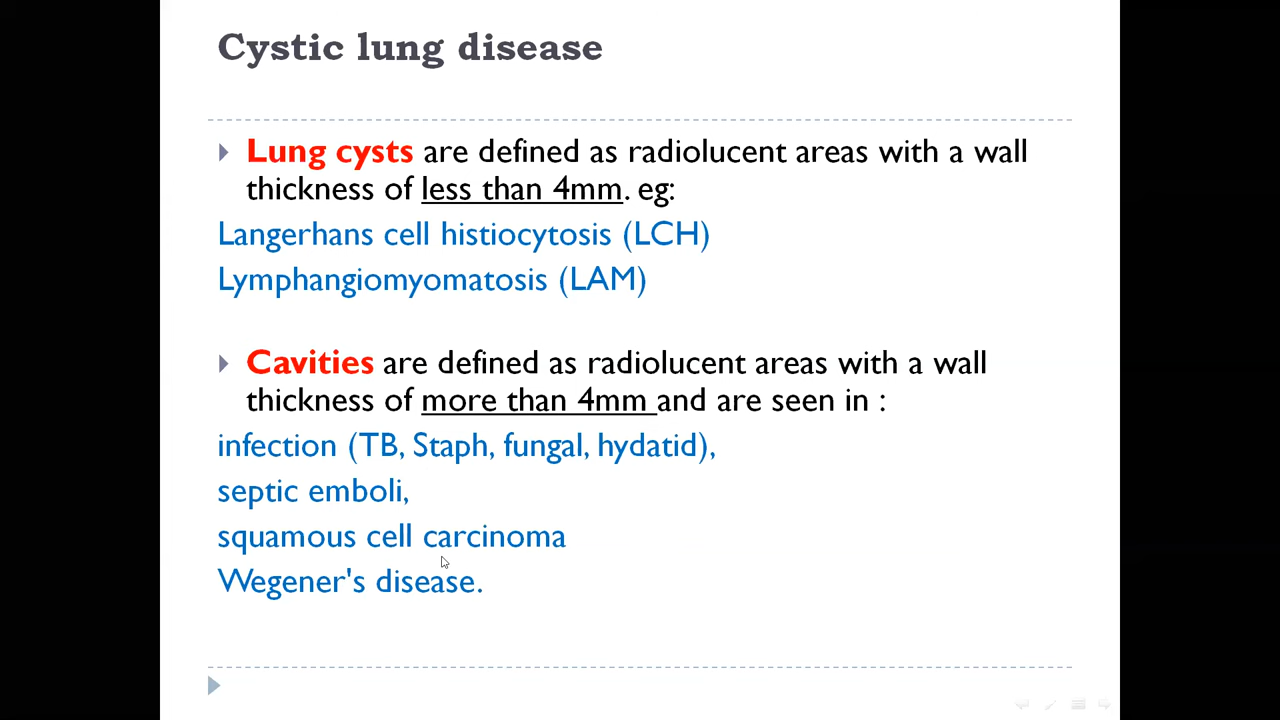 Cystic lung disease
Lung cysts are defined as radiolucent areas with a wall
thickness of less than 4mm. eg:
Langerhans cell histiocytosis (LCH)
Lymphangiomyomatosis (LAM)
Cavities are defined as radiolucent areas with a wall
thickness of more than 4mm and are seen in :
infection (TB, Staph, fungal, hydatid),
septic emboli,
squamous cell carcinoma
Wegener's disease.